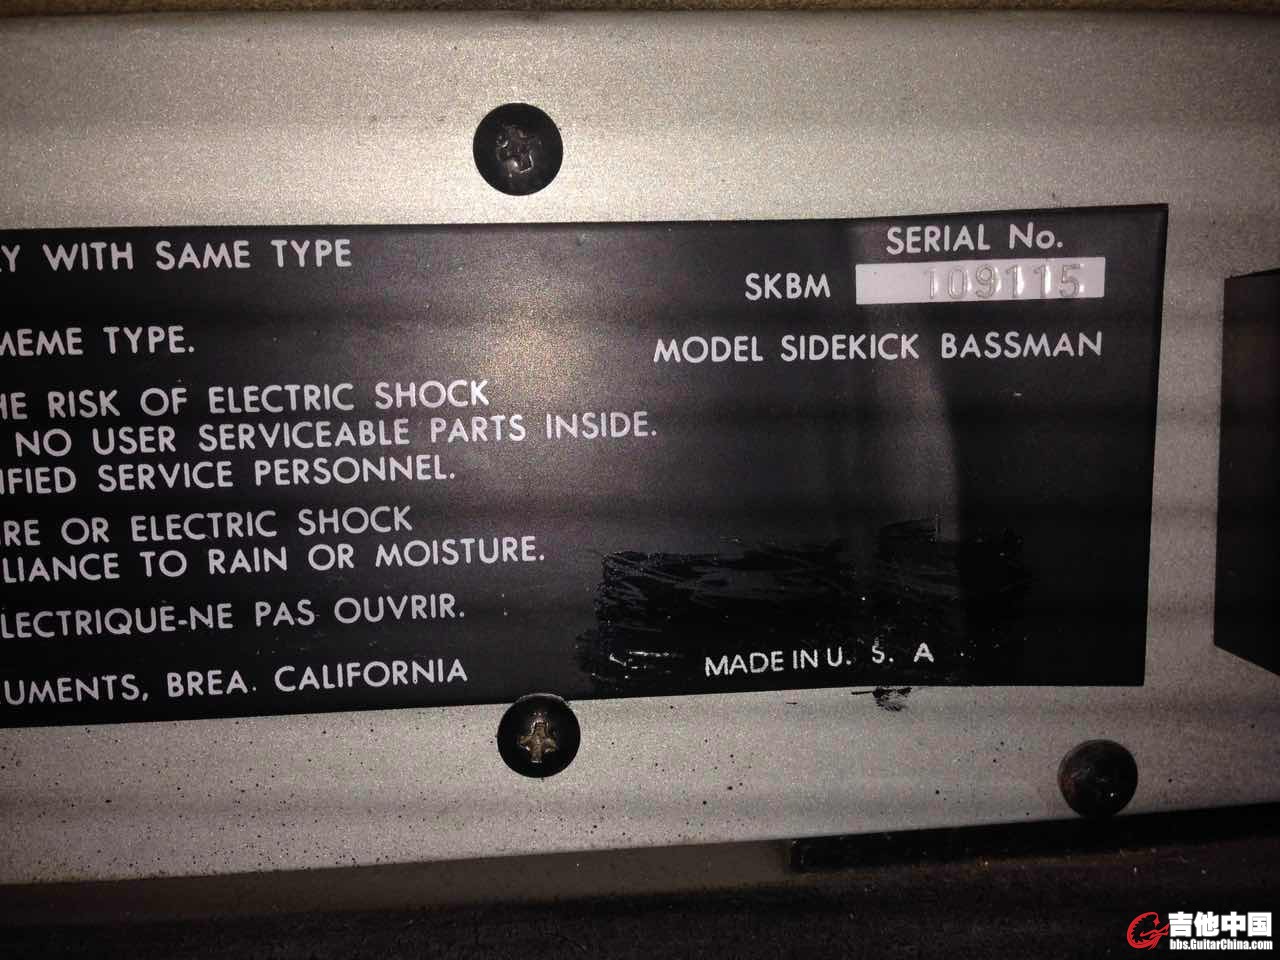 LY WITH SAME TYPE
MEME TYPE.
HE RISK OF ELECTRIC SHOCK
NO USER SERVICEABLE PARTS INSIDE.
IFIED SERVICE PERSONNEL.
IRE OR ELECTRIC SHOCK
LIANCE TO RAIN OR MOISTURE.
LECTRIQUE-NE PAS OUVRIR.
UMENTS, BREA. CALIFORNIA
SERIAL No.
SKBM 109115
MODEL SIDEKICK BASSMAN
MADE IN U. S. A
吉他中国
bbs.GuitarChina.com